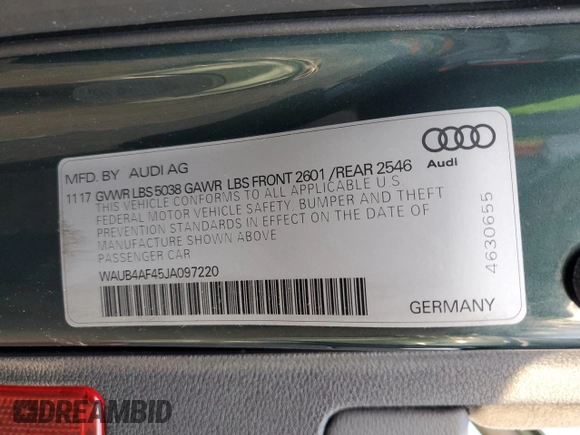 MFD. BY AUDI AG
11 17 GVWR LBS 5038 GAWR LBS FRONT 2601 /REAR 2546
THIS VEHICLE CONFORMS TO ALL APPLICABLE U.S.
FEDERAL MOTOR VEHICLE SAFETY, BUMPER AND THEFT
PREVENTION STANDARDS IN EFFECT ON THE DATE OF
MANUFACTURE SHOWN ABOVE
PASSENGER CAR
WAUB4AF45JA097220
Audi
4630655
GERMANY
DREAMBID